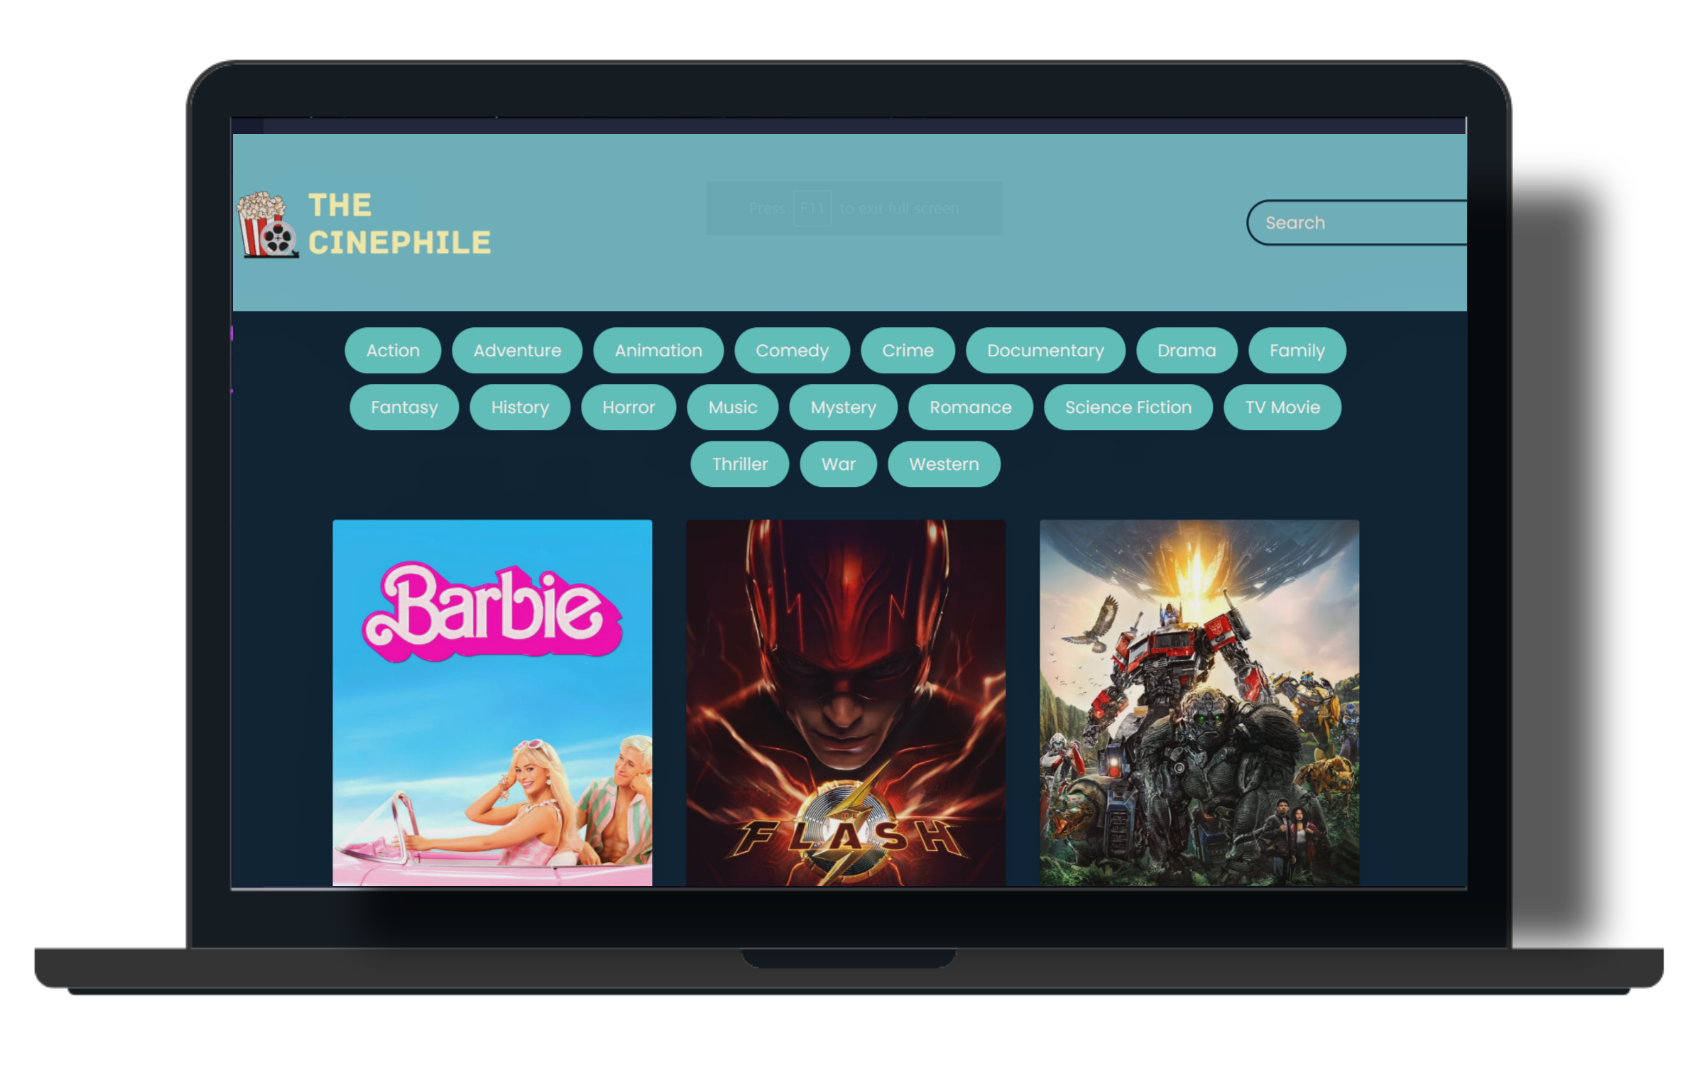 THE
CINEPHILE
Press F11 to exit full screen
Search
Action Adventure Animation Comedy Crime Documentary Drama Family
Fantasy History Horror Music Mystery Romance Science Fiction TV Movie
Thriller War Western
Barbie
FLASH